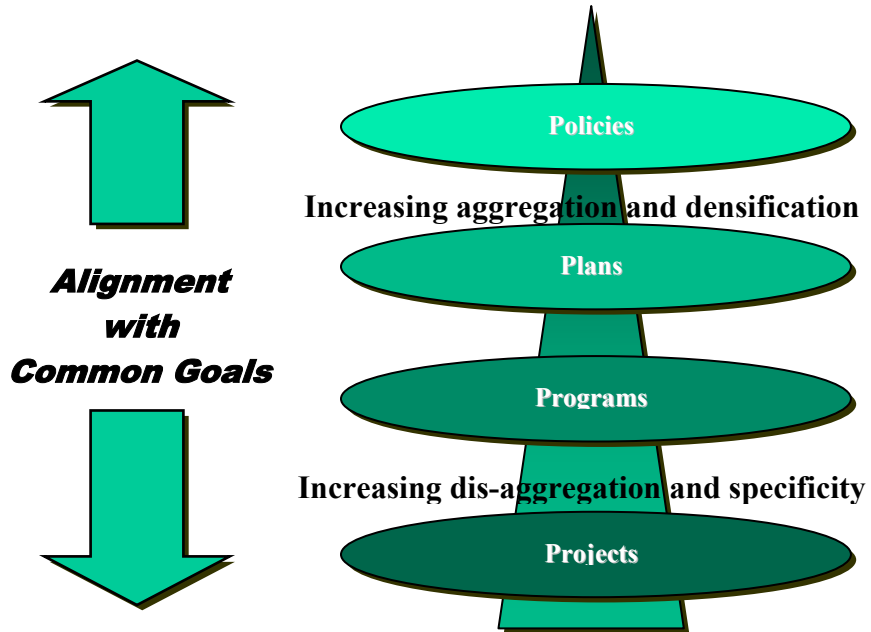 Policies
Increasing aggregation and densification
Plans
Alignment
with
Common Goals
Programs
Increasing dis-aggregation and specificity
Projects